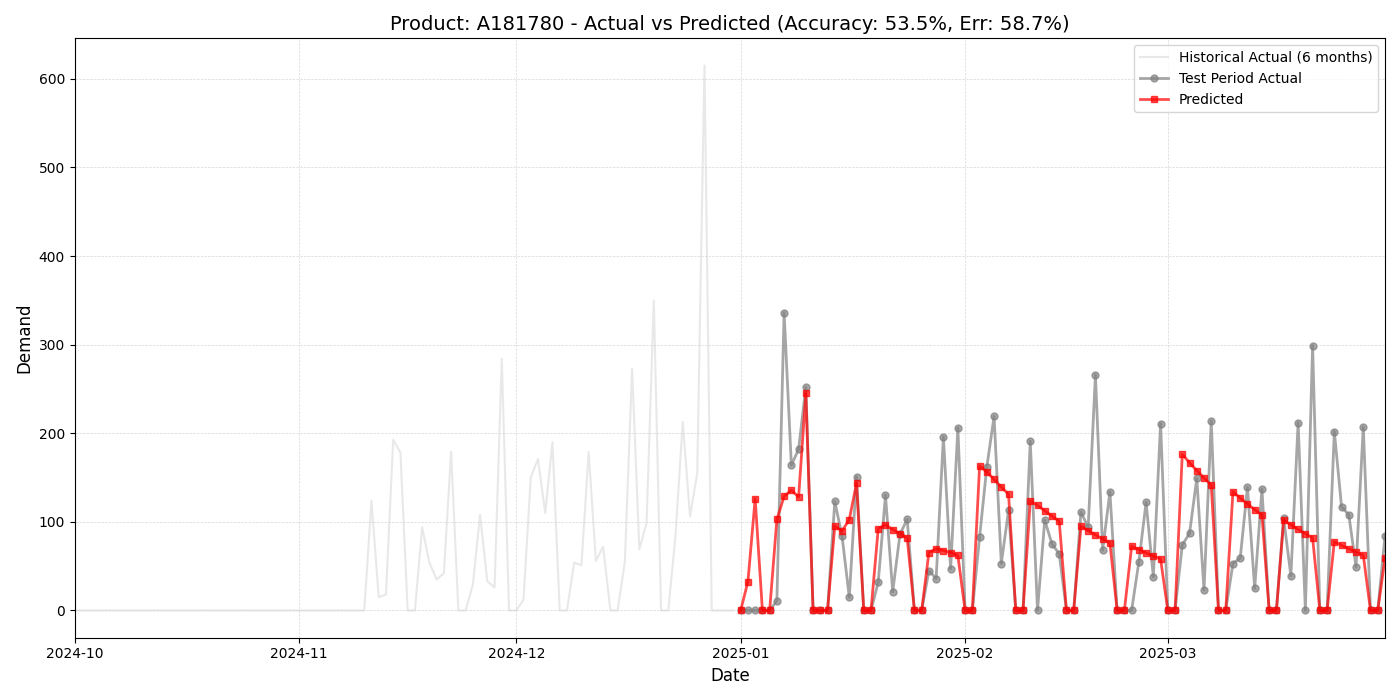 Product: A181780 - Actual vs Predicted (Accuracy: 53.5%, Err: 58.7%)
Historical Actual (6 months)
Test Period Actual
Predicted
600
500
400
300
200
100
0
Demand
2024-10
2024-11
2024-12
2025-01
2025-02
2025-03
Date